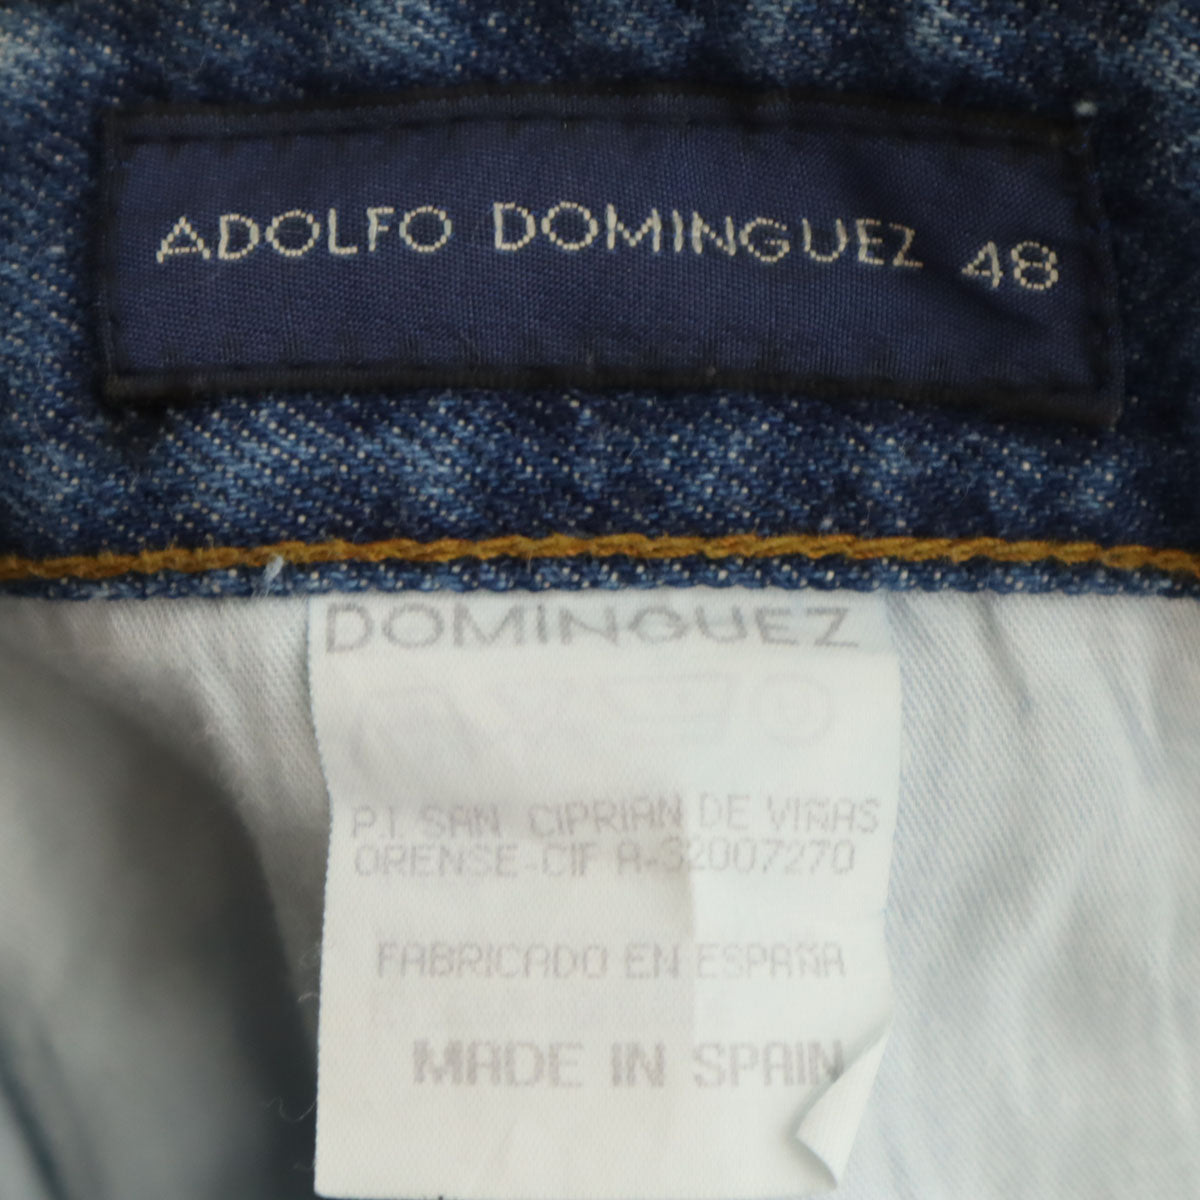 ADOLFO DOMINGUEZ 48
DOMINGUEZ
P.I SAN CIPRIAN DE VIÑAS
ORENSE-CIF A-32007270
FABRICADO EN ESPAÑA
MADE IN SPAIN